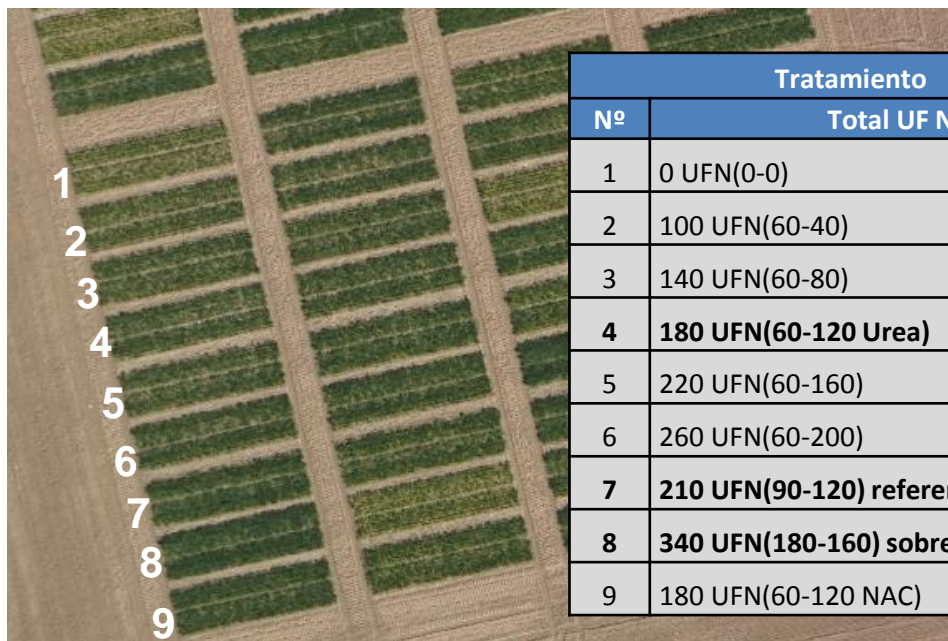 1
2
3
4
5
6
7
8
9
Tratamiento
Nº Total UF N
1 0 UFN(0-0)
2 100 UFN(60-40)
3 140 UFN(60-80)
4 180 UFN(60-120 Urea)
5 220 UFN(60-160)
6 260 UFN(60-200)
7 210 UFN(90-120) refere
8 340 UFN(180-160) sobre
9 180 UFN(60-120 NAC)